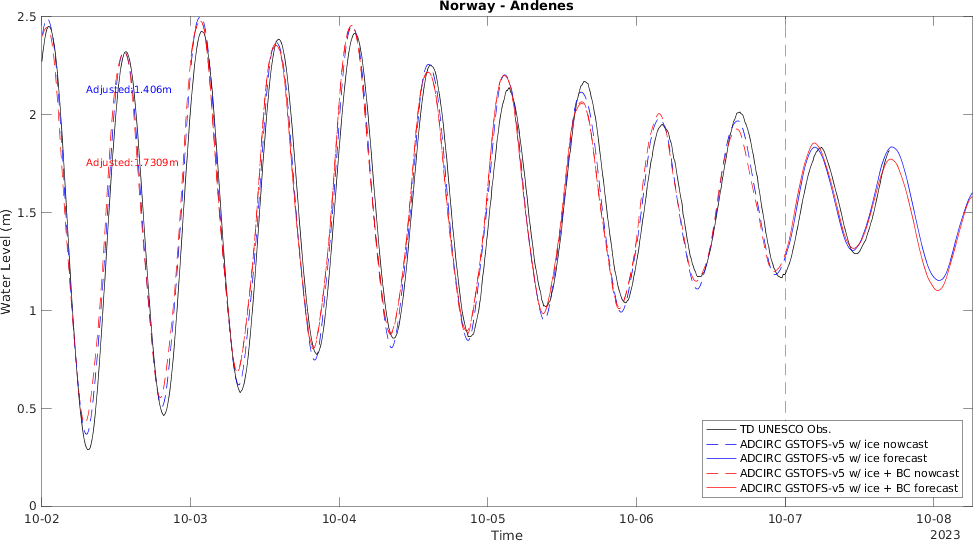 Norway - Andenes
2.5
2
1.5
1
0.5
0
Water Level (m)
Adjusted:1.406m
Adjusted:1.7309m
TD UNESCO Obs.
ADCIRC GSTOFS-v5 w/ ice nowcast
ADCIRC GSTOFS-v5 w/ ice forecast
ADCIRC GSTOFS-v5 w/ ice + BC nowcast
ADCIRC GSTOFS-v5 w/ ice + BC forecast
10-02 10-03 10-04 10-05 10-06 10-07 10-08
Time
2023